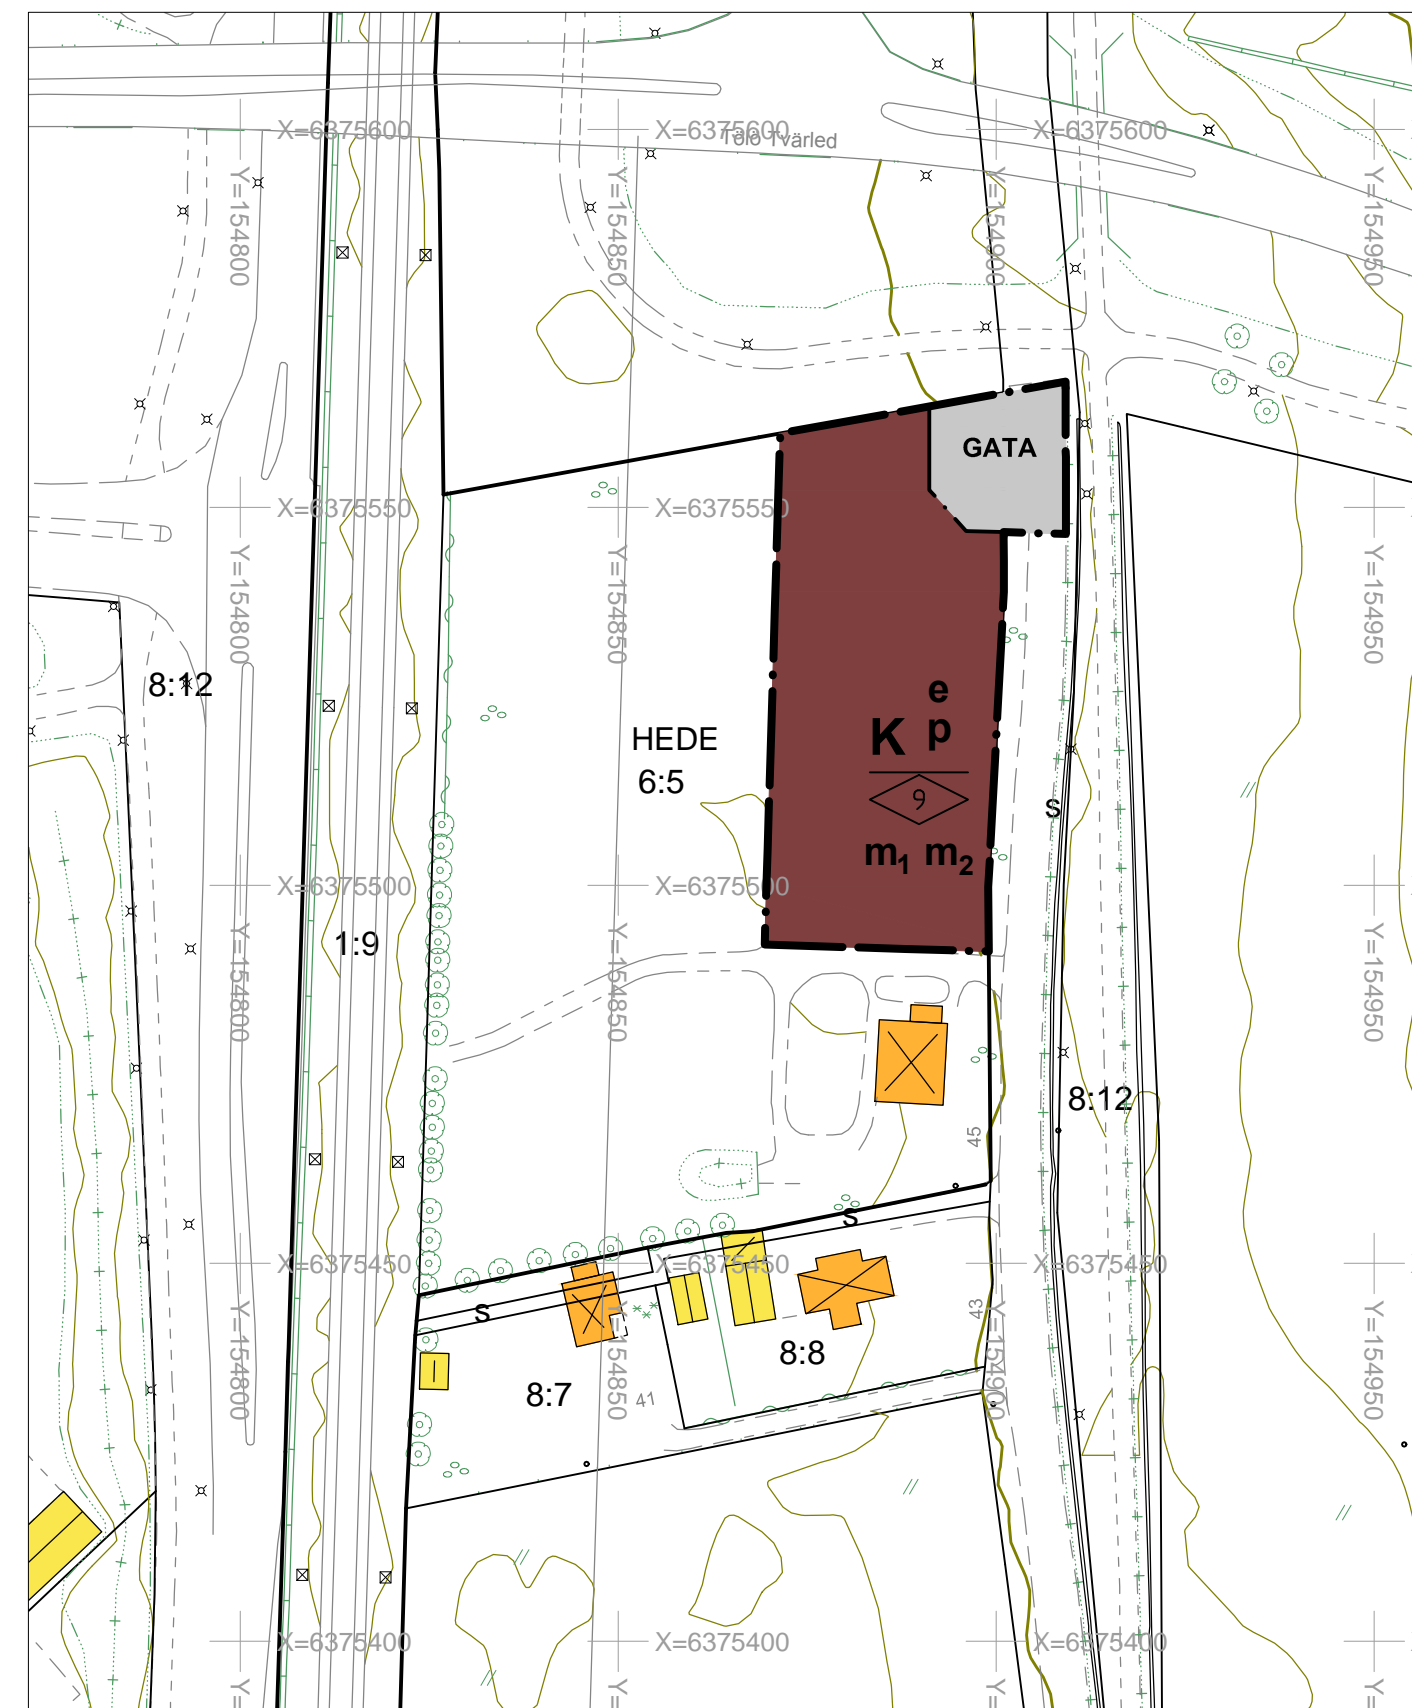 X=6375600
X=6375600
X=6375600
Tölö Tvärled
Y=154800
Y=154850
Y=154900
Y=154950
GATA
X=6375550
X=6375550
Y=154800
Y=154850
Y=154950
8:12
e
HEDE
K p
6:5
9
s
m1 m2
X=6375500
X=6375500
1:9
Y=154800
Y=154850
Y=154950
8:12
45
s
X=6375450
X=6375450
X=6375450
s
43
Y=154800
Y=154850
Y=154900
Y=154950
8:8
8:7
41
X=6375400
X=6375400
X=6375400
Y=
Y=
Y=
Y=